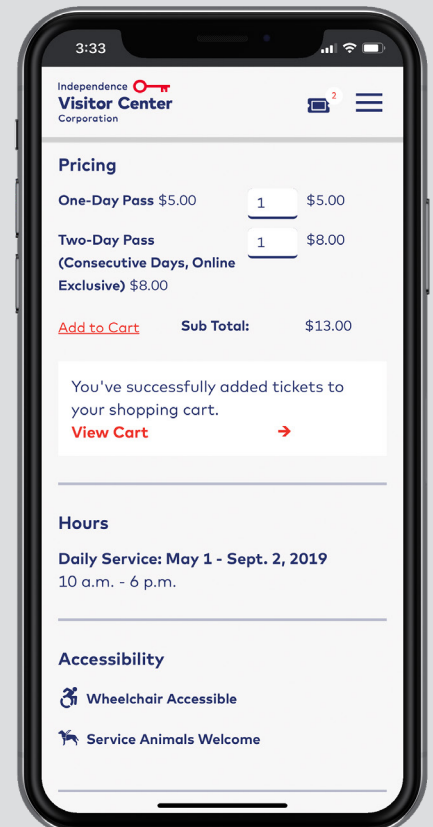 3:33
Independence
Visitor Center
Corporation
2
Pricing
One-Day Pass $5.00 1 $5.00
Two-Day Pass 1 $8.00
(Consecutive Days, Online
Exclusive) $8.00
Add to Cart Sub Total: $13.00
You've successfully added tickets to
your shopping cart.
View Cart →
Hours
Daily Service: May 1 - Sept. 2, 2019
10 a.m. - 6 p.m.
Accessibility
Wheelchair Accessible
Service Animals Welcome